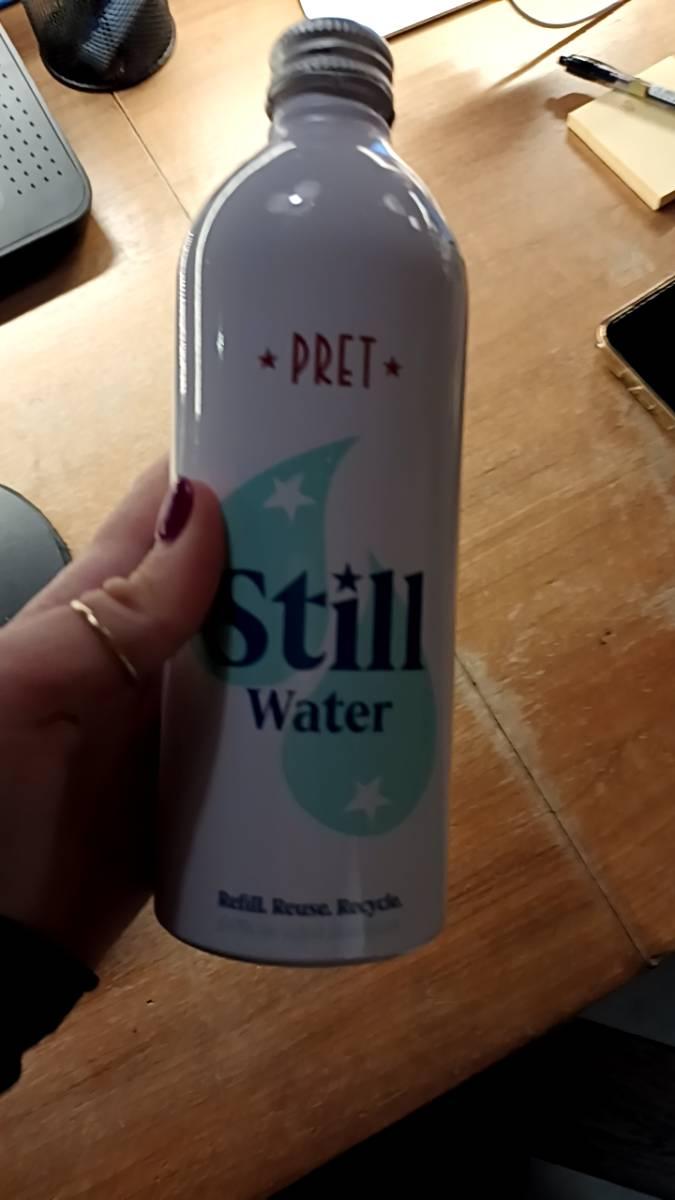 ★ PRET ★
Still
Water
Refill. Reuse. Recycle.